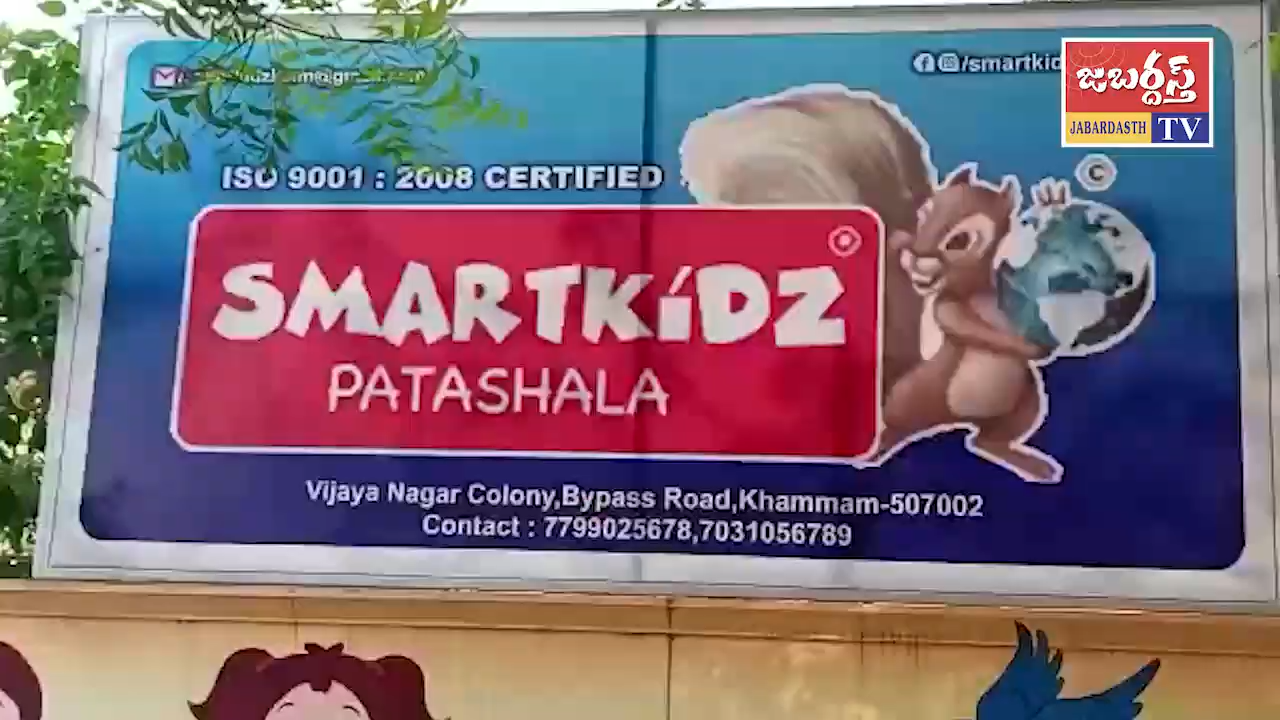 /smartkid
జబర్దస్త్
JABARDASTH TV
©
ISO 9001 : 2008 CERTIFIED
SMARTKíDZ
PATASHALA
Vijaya Nagar Colony,Bypass Road,Khammam-507002
Contact : 7799025678,7031056789